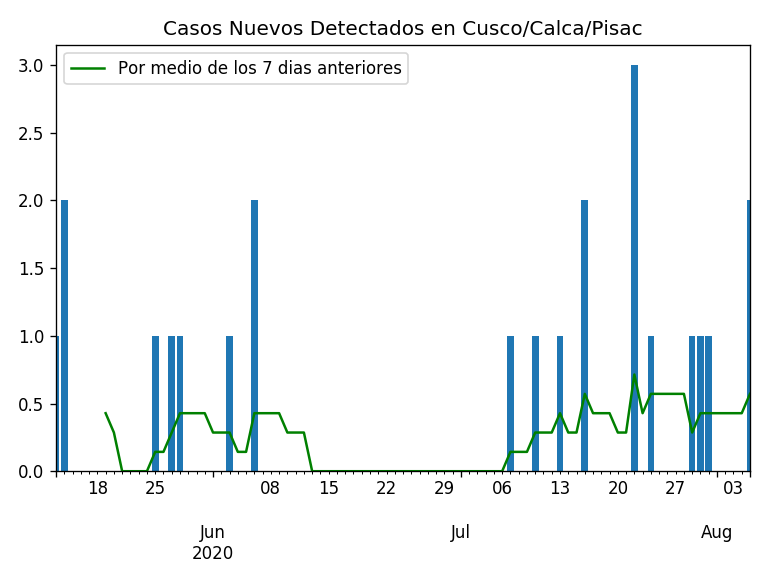 Casos Nuevos Detectados en Cusco/Calca/Pisac
Por medio de los 7 dias anteriores
3.0
2.5
2.0
1.5
1.0
0.5
0.0
18 25 08 15 22 29 06 13 20 27 03
Jun Jul Aug
2020